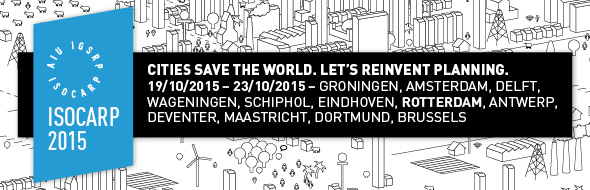 AIU IGSRP
ISOCARP
ISOCARP
2015
CITIES SAVE THE WORLD. LET'S REINVENT PLANNING.
19/10/2015 – 23/10/2015 – GRONINGEN, AMSTERDAM, DELFT,
WAGENINGEN, SCHIPHOL, EINDHOVEN, ROTTERDAM, ANTWERP,
DEVENTER, MAASTRICHT, DORTMUND, BRUSSELS